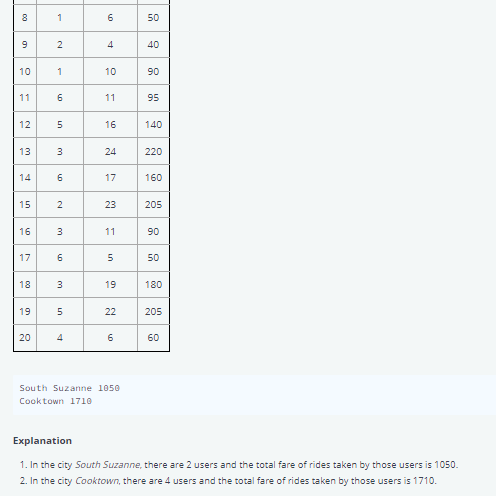 8 1 6 50
9 2 4 40
10 1 10 90
11 6 11 95
12 5 16 140
13 3 24 220
14 6 17 160
15 2 23 205
16 3 11 90
17 6 5 50
18 3 19 180
19 5 22 205
20 4 6 60
South Suzanne 1050
Cooktown 1710
Explanation
1. In the city South Suzanne, there are 2 users and the total fare of rides taken by those users is 1050.
2. In the city Cooktown, there are 4 users and the total fare of rides taken by those users is 1710.